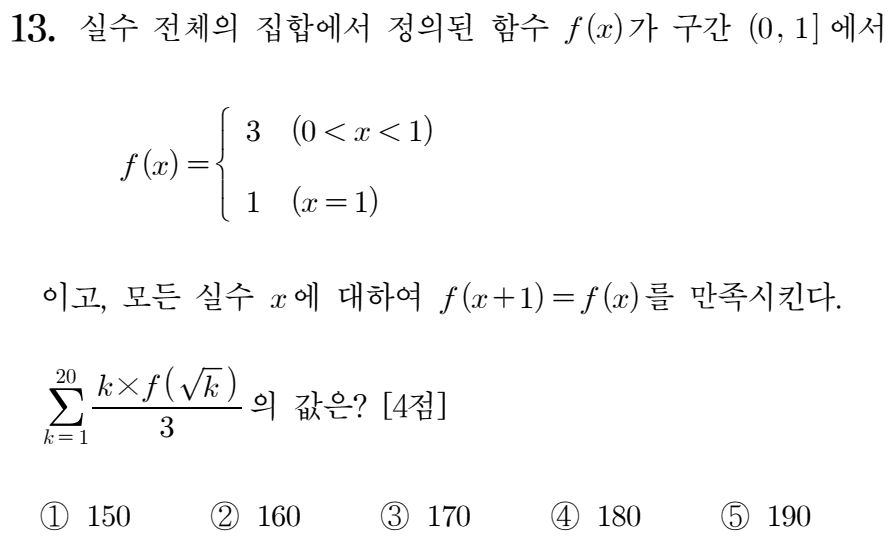 13. 실수 전체의 집합에서 정의된 함수 f(x)가 구간 (0, 1] 에서
f(x) = { 3 (0 < x < 1)
1 (x = 1)
이고, 모든 실수 x에 대하여 f(x+1) = f(x)를 만족시킨다.
\sum_{k=1}^{20} \frac{k×f(\sqrt{k})}{3} 의 값은? [4점]
① 150 ② 160 ③ 170 ④ 180 ⑤ 190